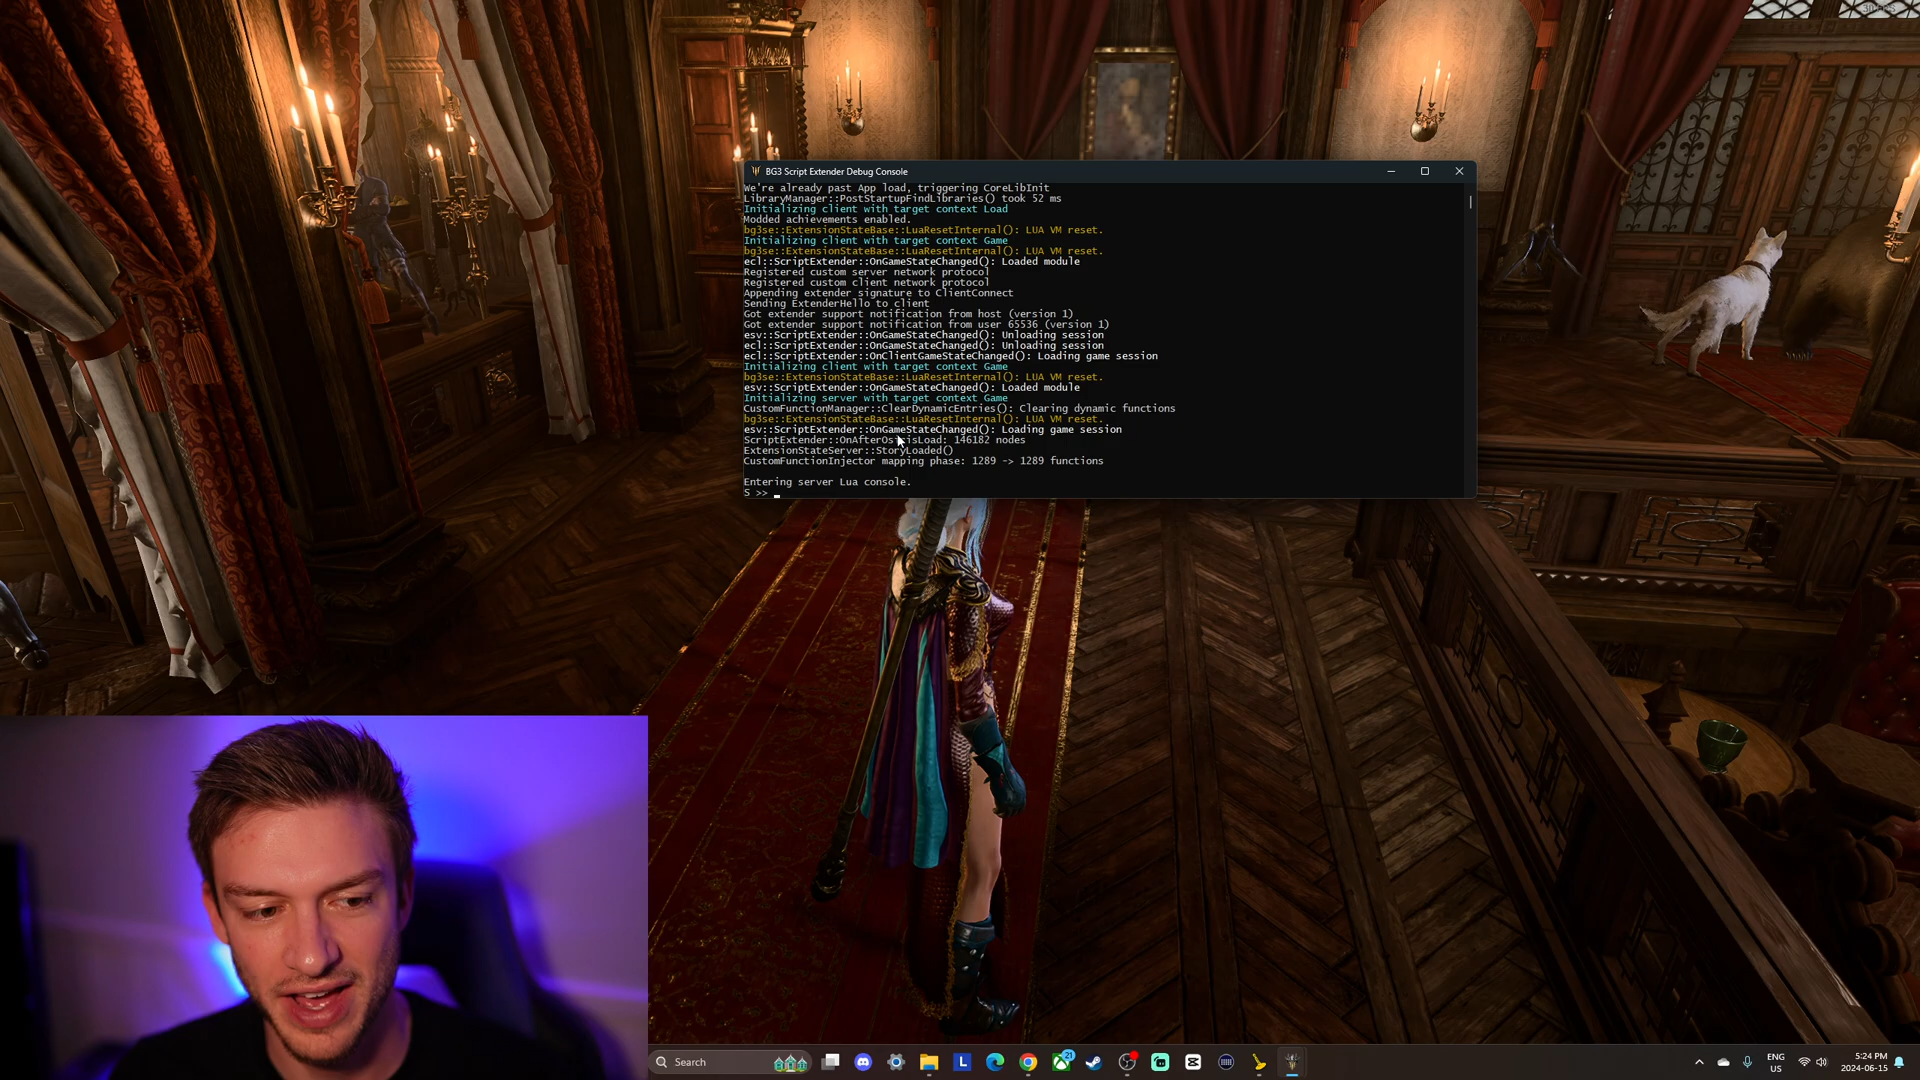 BG3 Script Extender Debug Console
We're already past App load, triggering CoreLibInit
LibraryManager::PostStartupFindLibraries() took 52 ms
Initializing client with target context Load
Modded achievements enabled.
bg3se::ExtensionStateBase::LuaResetInternal(): LUA VM reset.
Initializing client with target context Game
bg3se::ExtensionStateBase::LuaResetInternal(): LUA VM reset.
ecl::ScriptExtender::OnGameStateChanged(): Loaded module
Registered custom server network protocol
Registered custom client network protocol
Appending extender signature to ClientConnect
Sending ExtenderHello to client
Got extender support notification from host (version 1)
Got extender support notification from user 65536 (version 1)
esv::ScriptExtender::OnGameStateChanged(): Unloading session
ecl::ScriptExtender::OnGameStateChanged(): Unloading session
ecl::ScriptExtender::OnClientGameStateChanged(): Loading game session
Initializing client with target context Game
bg3se::ExtensionStateBase::LuaResetInternal(): LUA VM reset.
esv::ScriptExtender::OnGameStateChanged(): Loaded module
Initializing server with target context Game
CustomFunctionManager::ClearDynamicEntries(): Clearing dynamic functions
bg3se::ExtensionStateBase::LuaResetInternal(): LUA VM reset.
esv::ScriptExtender::OnGameStateChanged(): Loading game session
ScriptExtender::OnAfterOsirisLoad: 146182 nodes
ExtensionStateServer::StoryLoaded()
CustomFunctionInjector mapping phase: 1289 -> 1289 functions
Entering server Lua console.
S >>
Search
L
21
ENG
US
5:24 PM
2024-06-15